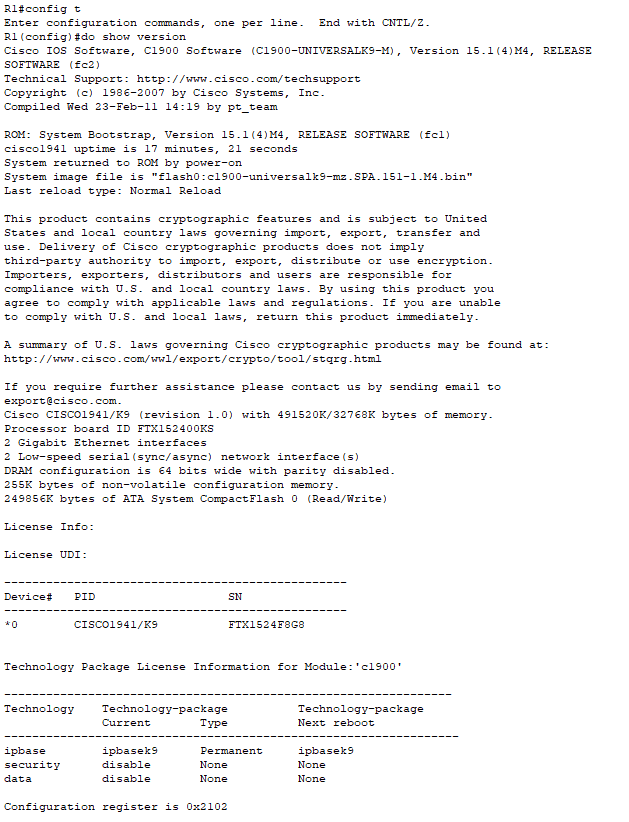 R1#config t
Enter configuration commands, one per line.  End with CNTL/Z.
R1(config)#do show version
Cisco IOS Software, C1900 Software (C1900-UNIVERSALK9-M), Version 15.1(4)M4, RELEASE
SOFTWARE (fc2)
Technical Support: http://www.cisco.com/techsupport
Copyright (c) 1986-2007 by Cisco Systems, Inc.
Compiled Wed 23-Feb-11 14:19 by pt_team

ROM: System Bootstrap, Version 15.1(4)M4, RELEASE SOFTWARE (fc1)
cisco1941 uptime is 17 minutes, 21 seconds
System returned to ROM by power-on
System image file is "flash0:c1900-universalk9-mz.SPA.151-1.M4.bin"
Last reload type: Normal Reload

This product contains cryptographic features and is subject to United
States and local country laws governing import, export, transfer and
use. Delivery of Cisco cryptographic products does not imply
third-party authority to import, export, distribute or use encryption.
Importers, exporters, distributors and users are responsible for
compliance with U.S. and local country laws. By using this product you
agree to comply with applicable laws and regulations. If you are unable
to comply with U.S. and local laws, return this product immediately.

A summary of U.S. laws governing Cisco cryptographic products may be found at:
http://www.cisco.com/wwl/export/crypto/tool/stqrg.html

If you require further assistance please contact us by sending email to
export@cisco.com.
Cisco CISCO1941/K9 (revision 1.0) with 491520K/32768K bytes of memory.
Processor board ID FTX152400KS
2 Gigabit Ethernet interfaces
2 Low-speed serial(sync/async) network interface(s)
DRAM configuration is 64 bits wide with parity disabled.
255K bytes of non-volatile configuration memory.
249856K bytes of ATA System CompactFlash 0 (Read/Write)

License Info:

License UDI:

-------------------------------------------------
Device#   PID                   SN
-------------------------------------------------
*0        CISCO1941/K9          FTX1524F8G8


Technology Package License Information for Module:'c1900'

----------------------------------------------------------------
Technology    Technology-package          Technology-package
              Current       Type          Next reboot
-----------------------------------------------------------------
ipbase        ipbasek9      Permanent     ipbasek9
security      disable       None          None
data          disable       None          None

Configuration register is 0x2102